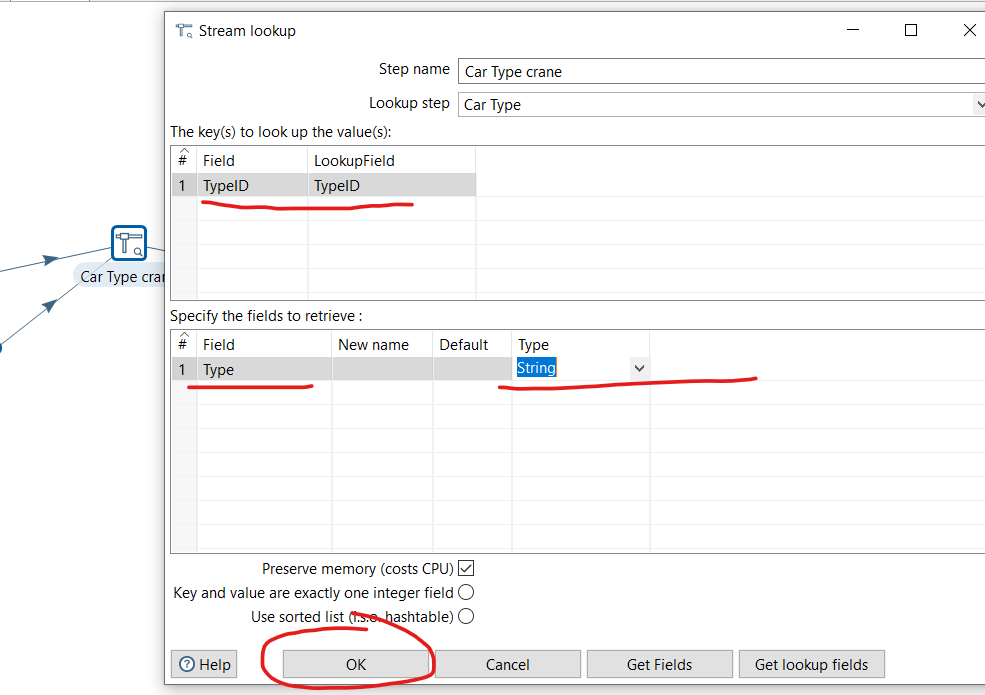 Stream lookup
Step name Car Type crane
Lookup step Car Type
The key(s) to look up the value(s):
# Field LookupField
1 TypeID TypeID
Car Type cran
Specify the fields to retrieve :
# Field New name Default Type
1 Type String
Preserve memory (costs CPU)
Key and value are exactly one integer field
Use sorted list (i.s.o. hashtable)
Help OK Cancel Get Fields Get lookup fields